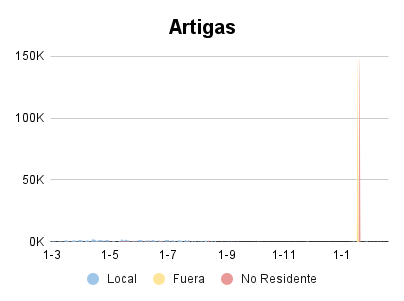 Artigas
150K
100K
50K
0K
1-3 1-5 1-7 1-9 1-11 1-1
Local Fuera No Residente